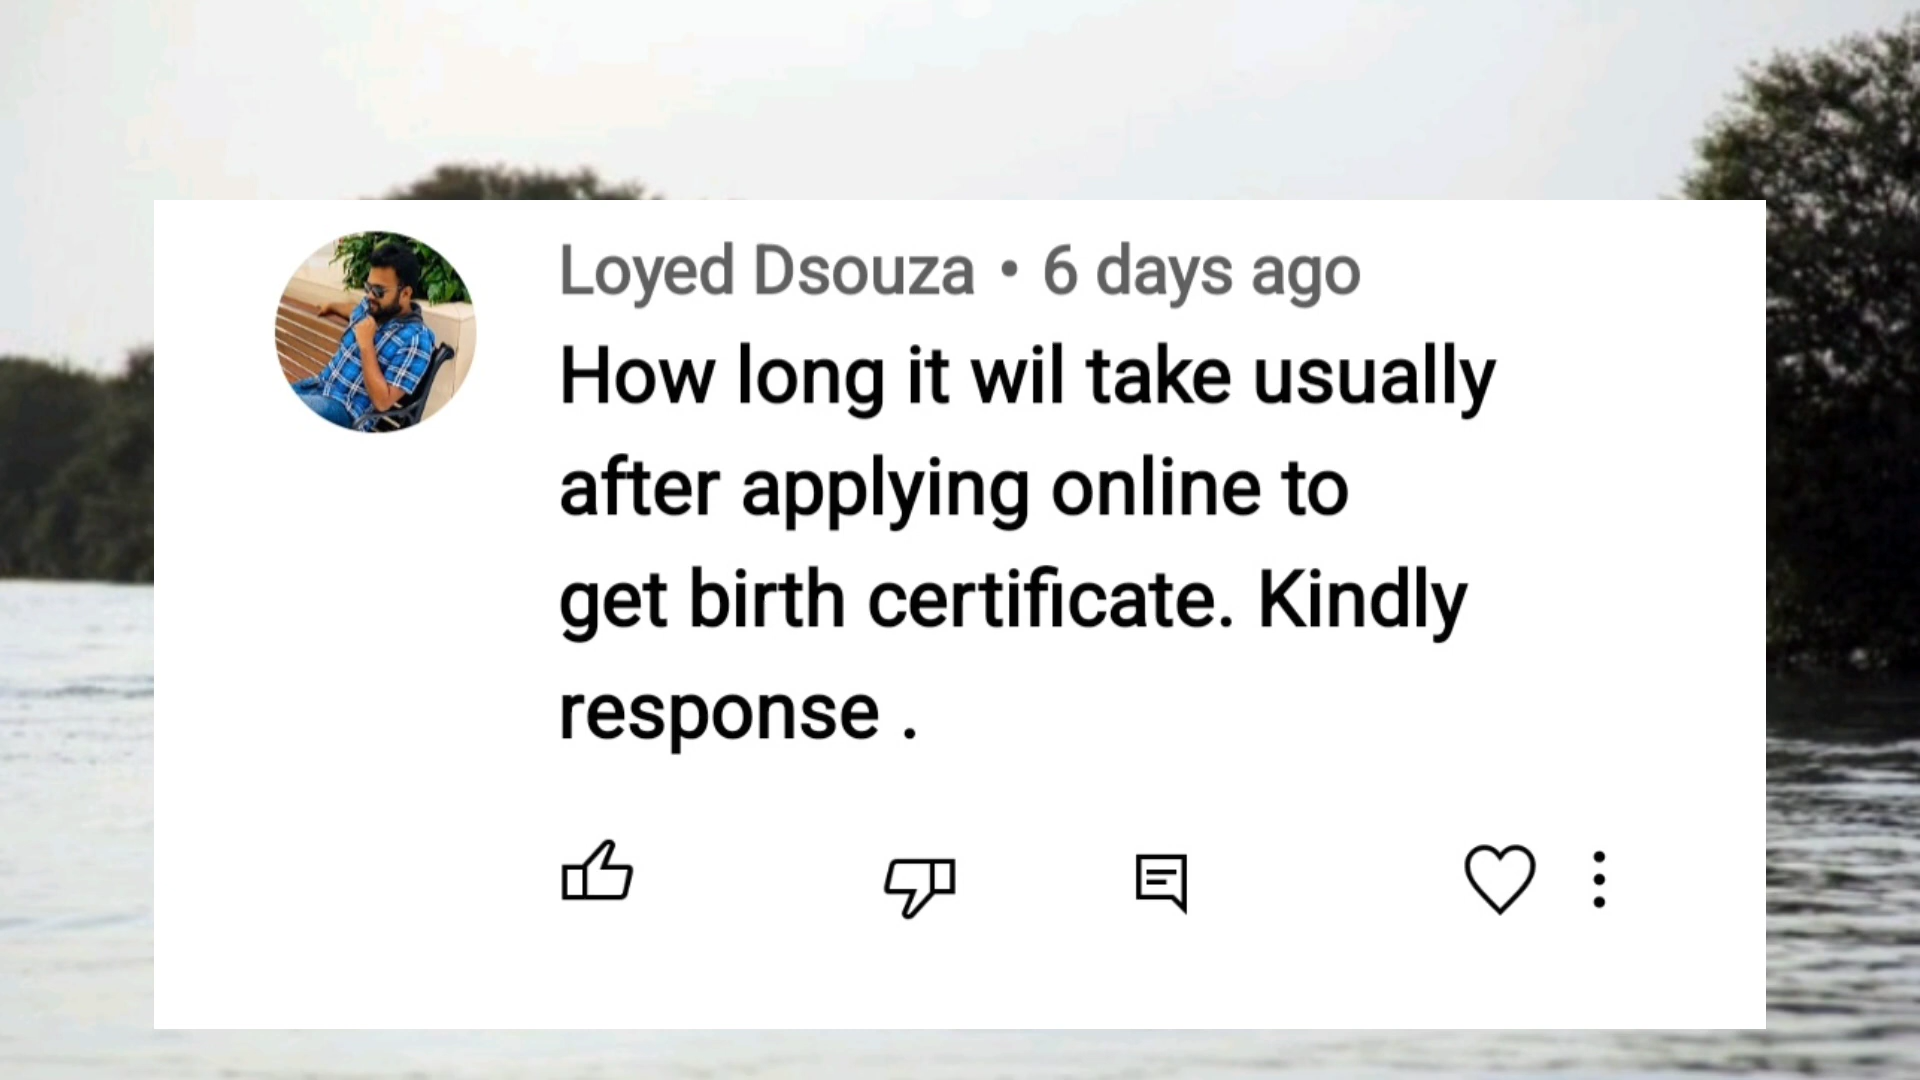 Loyed Dsouza • 6 days ago
How long it wil take usually
after applying online to
get birth certificate. Kindly
response .